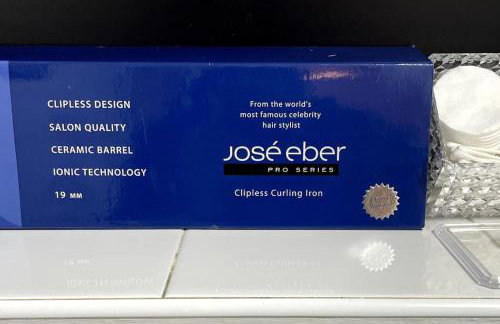 CLIPLESS DESIGN
SALON QUALITY
CERAMIC BARREL
IONIC TECHNOLOGY
19 MM
From the world's
most famous celebrity
hair stylist
José eber
PRO SERIES
Clipless Curling Iron